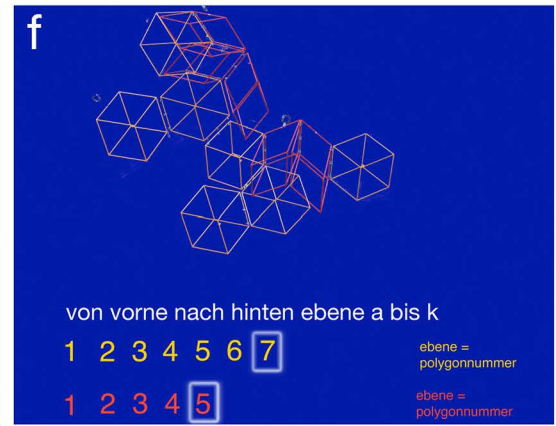 f
von vorne nach hinten ebene a bis k
1 2 3 4 5 6 7
ebene =
polygonnummer
1 2 3 4 5
ebene =
polygonnummer